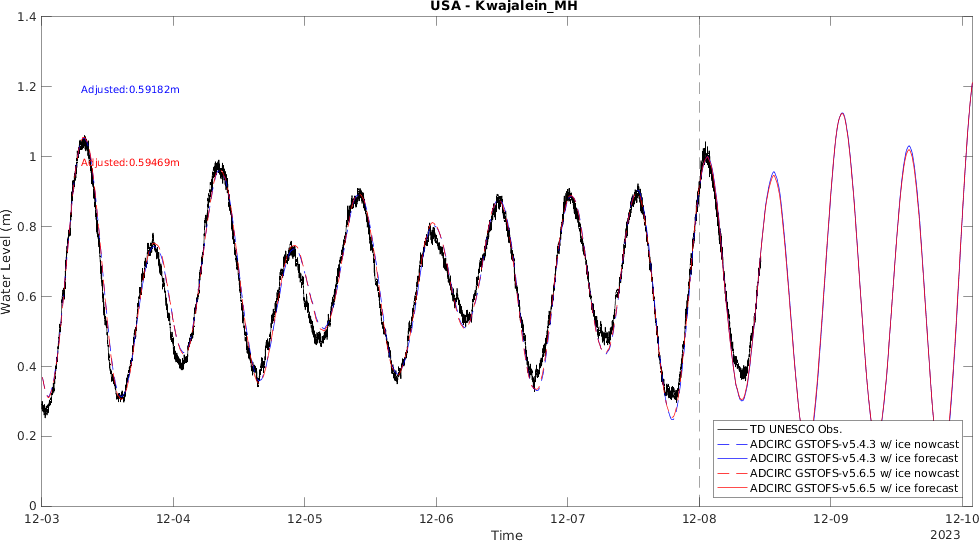 USA - Kwajalein_MH
1.4
1.2
1
0.8
0.6
0.4
0.2
0
Water Level (m)
Adjusted:0.59182m
Adjusted:0.59469m
TD UNESCO Obs.
ADCIRC GSTOFS-v5.4.3 w/ ice nowcast
ADCIRC GSTOFS-v5.4.3 w/ ice forecast
ADCIRC GSTOFS-v5.6.5 w/ ice nowcast
ADCIRC GSTOFS-v5.6.5 w/ ice forecast
12-03 12-04 12-05 12-06 12-07 12-08 12-09 12-10
Time
2023